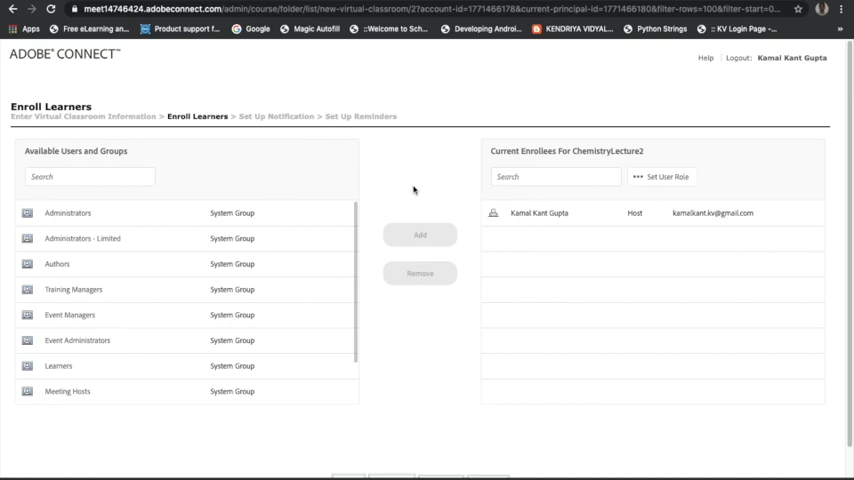 meet14746424.adobeconnect.com/admin/course/folder/list/new-virtual-classroom/2?account-id=1771466178&current-principal-id=1771466180&filter-rows=100&filter-start=0...
Apps Free eLearning an... Product support f... Google Magic Autofill ::Welcome to Sch... Developing Androi... KENDRIYA VIDYAL... Python Strings :: KV Login Page -... »
ADOBE® CONNECT™
Help Logout: Kamal Kant Gupta
Enroll Learners
Enter Virtual Classroom Information > Enroll Learners > Set Up Notification > Set Up Reminders
Available Users and Groups
Search
Administrators System Group
Administrators - Limited System Group
Authors System Group
Training Managers System Group
Event Managers System Group
Event Administrators System Group
Learners System Group
Meeting Hosts System Group
Add
Remove
Current Enrollees For ChemistryLecture2
Search ••• Set User Role
Kamal Kant Gupta Host kamalkant.kv@gmail.com